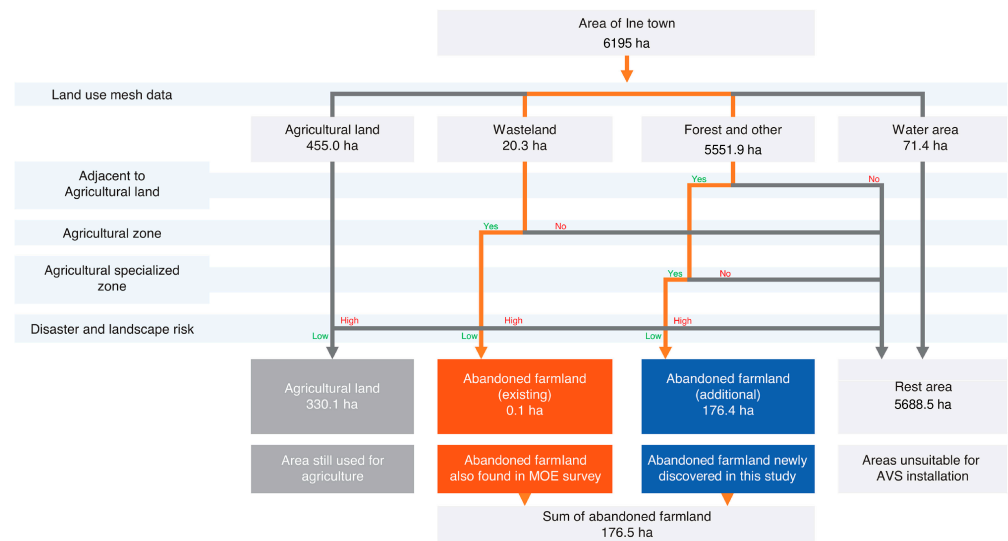 Area of Ine town
6195 ha
Land use mesh data
Agricultural land
455.0 ha
Wasteland
20.3 ha
Forest and other
5551.9 ha
Water area
71.4 ha
Adjacent to
Agricultural land
Yes
No
Agricultural zone
Yes
No
Agricultural specialized
zone
Yes
No
Disaster and landscape risk
High
Low
High
Low
High
Low
Agricultural land
330.1 ha
Abandoned farmland
(existing)
0.1 ha
Abandoned farmland
(additional)
176.4 ha
Rest area
5688.5 ha
Area still used for
agriculture
Abandoned farmland
also found in MOE survey
Abandoned farmland newly
discovered in this study
Areas unsuitable for
AVS installation
Sum of abandoned farmland
176.5 ha